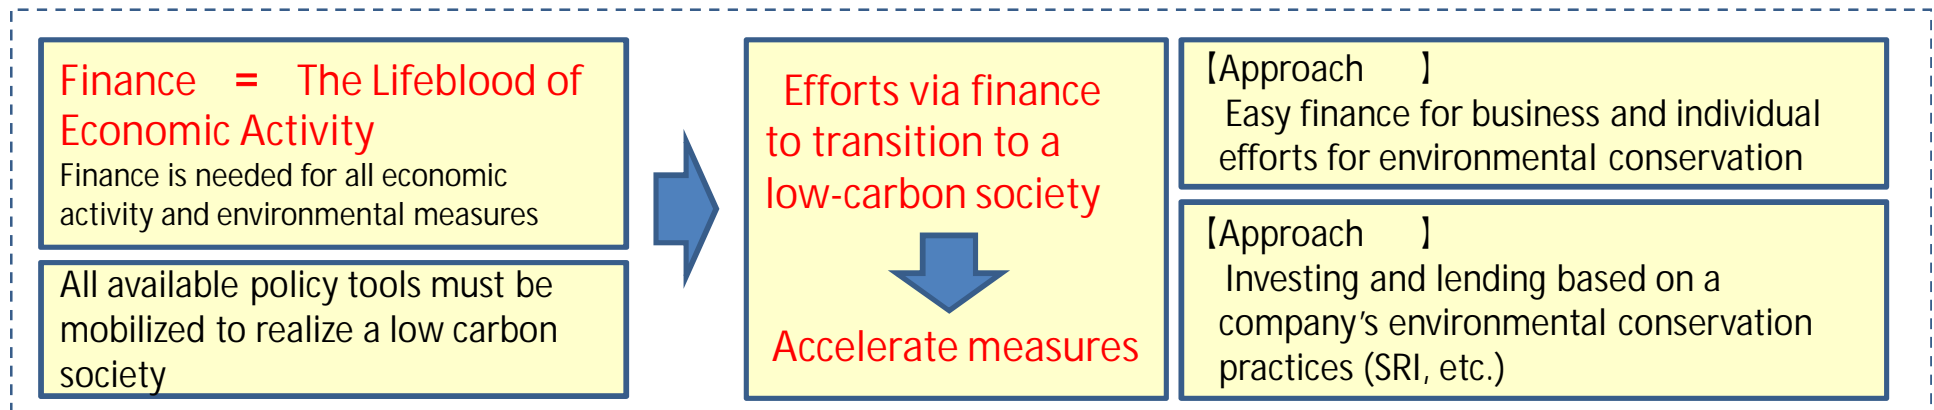 Finance = The Lifeblood of
Economic Activity
Finance is needed for all economic
activity and environmental measures
All available policy tools must be
mobilized to realize a low carbon
society
Efforts via finance
to transition to a
low-carbon society
Accelerate measures
【Approach 】
Easy finance for business and individual
efforts for environmental conservation
【Approach 】
Investing and lending based on a
company's environmental conservation
practices (SRI, etc.)